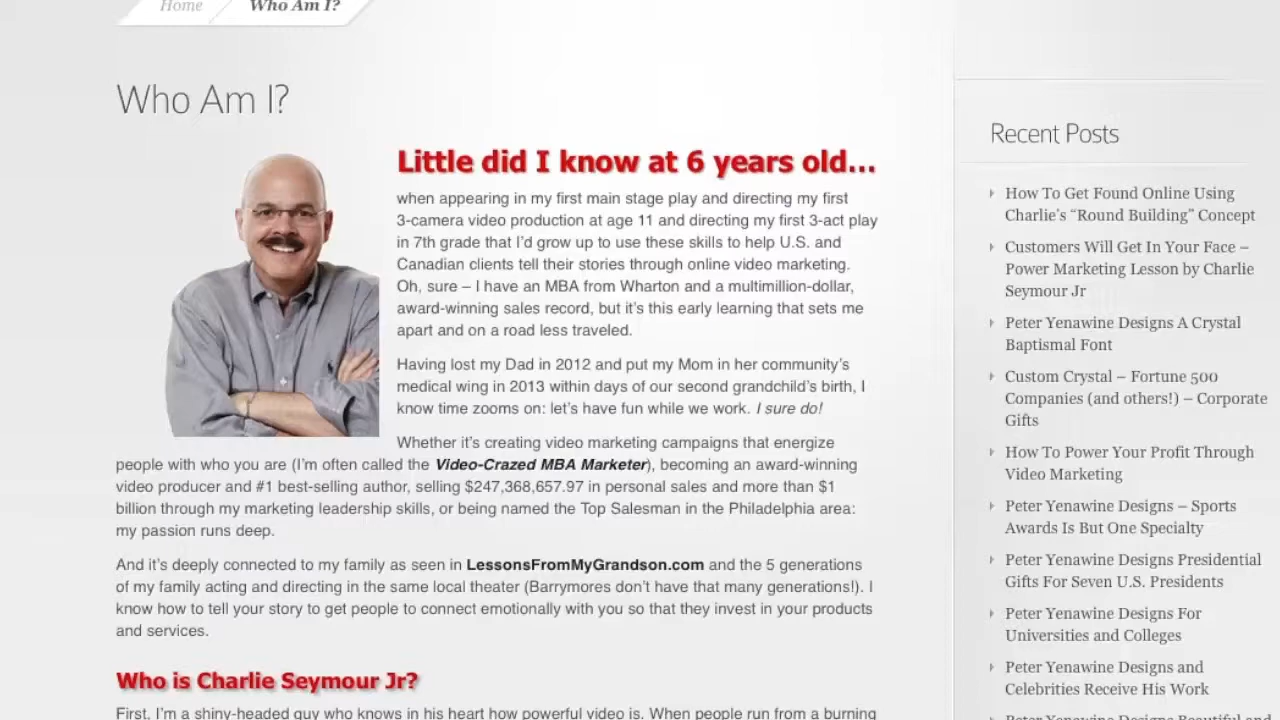 Home
Who Am I?
Who Am I?
Little did I know at 6 years old...
when appearing in my first main stage play and directing my first
3-camera video production at age 11 and directing my first 3-act play
in 7th grade that I'd grow up to use these skills to help U.S. and
Canadian clients tell their stories through online video marketing.
Oh, sure – I have an MBA from Wharton and a multimillion-dollar,
award-winning sales record, but it's this early learning that sets me
apart and on a road less traveled.
Having lost my Dad in 2012 and put my Mom in her community's
medical wing in 2013 within days of our second grandchild's birth, I
know time zooms on: let's have fun while we work. I sure do!
Whether it's creating video marketing campaigns that energize
people with who you are (I'm often called the Video-Crazed MBA Marketer), becoming an award-winning
video producer and #1 best-selling author, selling $247,368,657.97 in personal sales and more than $1
billion through my marketing leadership skills, or being named the Top Salesman in the Philadelphia area:
my passion runs deep.
And it's deeply connected to my family as seen in LessonsFromMyGrandson.com and the 5 generations
of my family acting and directing in the same local theater (Barrymores don't have that many generations!). I
know how to tell your story to get people to connect emotionally with you so that they invest in your products
and services.
Who is Charlie Seymour Jr?
First, I'm a shiny-headed guy who knows in his heart how powerful video is. When people run from a burning
Recent Posts
How To Get Found Online Using
Charlie's “Round Building” Concept
Customers Will Get In Your Face –
Power Marketing Lesson by Charlie
Seymour Jr
Peter Yenawine Designs A Crystal
Baptismal Font
Custom Crystal – Fortune 500
Companies (and others!) – Corporate
Gifts
How To Power Your Profit Through
Video Marketing
Peter Yenawine Designs – Sports
Awards Is But One Specialty
Peter Yenawine Designs Presidential
Gifts For Seven U.S. Presidents
Peter Yenawine Designs For
Universities and Colleges
Peter Yenawine Designs and
Celebrities Receive His Work
Peter Yenawine Designs Beautiful and